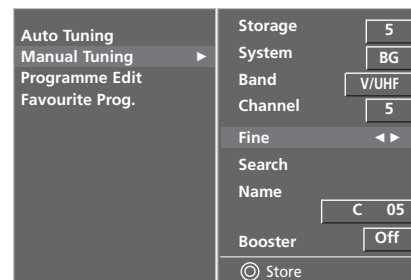 Auto Tuning
Manual Tuning ►
Programme Edit
Favourite Prog.
Storage 5
System BG
Band V/UHF
Channel 5
Fine ◄ ►
Search
Name
C 05
Booster Off
Store